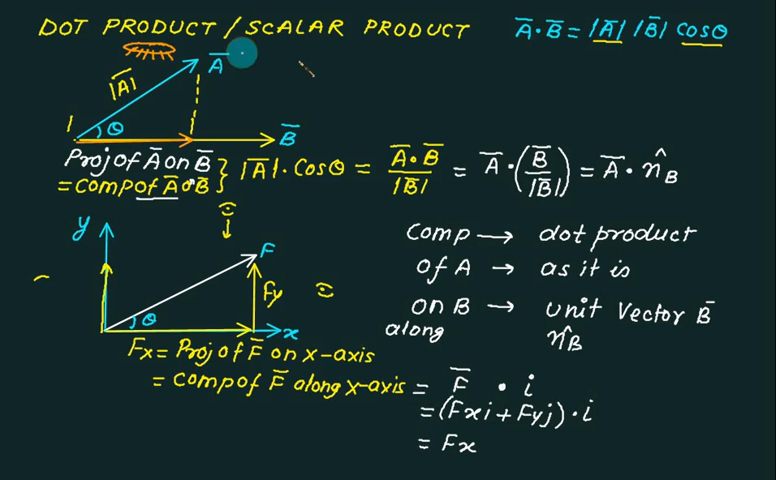 DOT PRODUCT / SCALAR PRODUCT
A̅·B̅ = |A̅| |B̅| cosθ
A̅
|A̅|
θ
B̅
Proj of A̅ on B̅ } |A̅|·Cosθ = A̅·B̅/|B̅| = A̅·(B̅/|B̅|) = A̅·n̂B
= comp of A̅ on B̅
y
F
Fy
θ
x
Comp → dot product
of A → as it is
on B → unit Vector B̅
along n̂B
Fx = Proj of F̅ on x-axis
= comp of F̅ along x-axis = F̅ · i
= (Fxi + Fyj)·i
= Fx